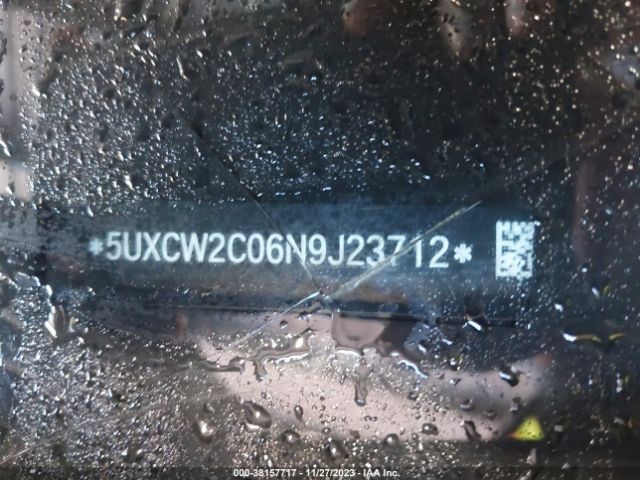 *5UXCW2C06N9J23712*
000-38157717 - 11/27/2023 - IAA Inc.